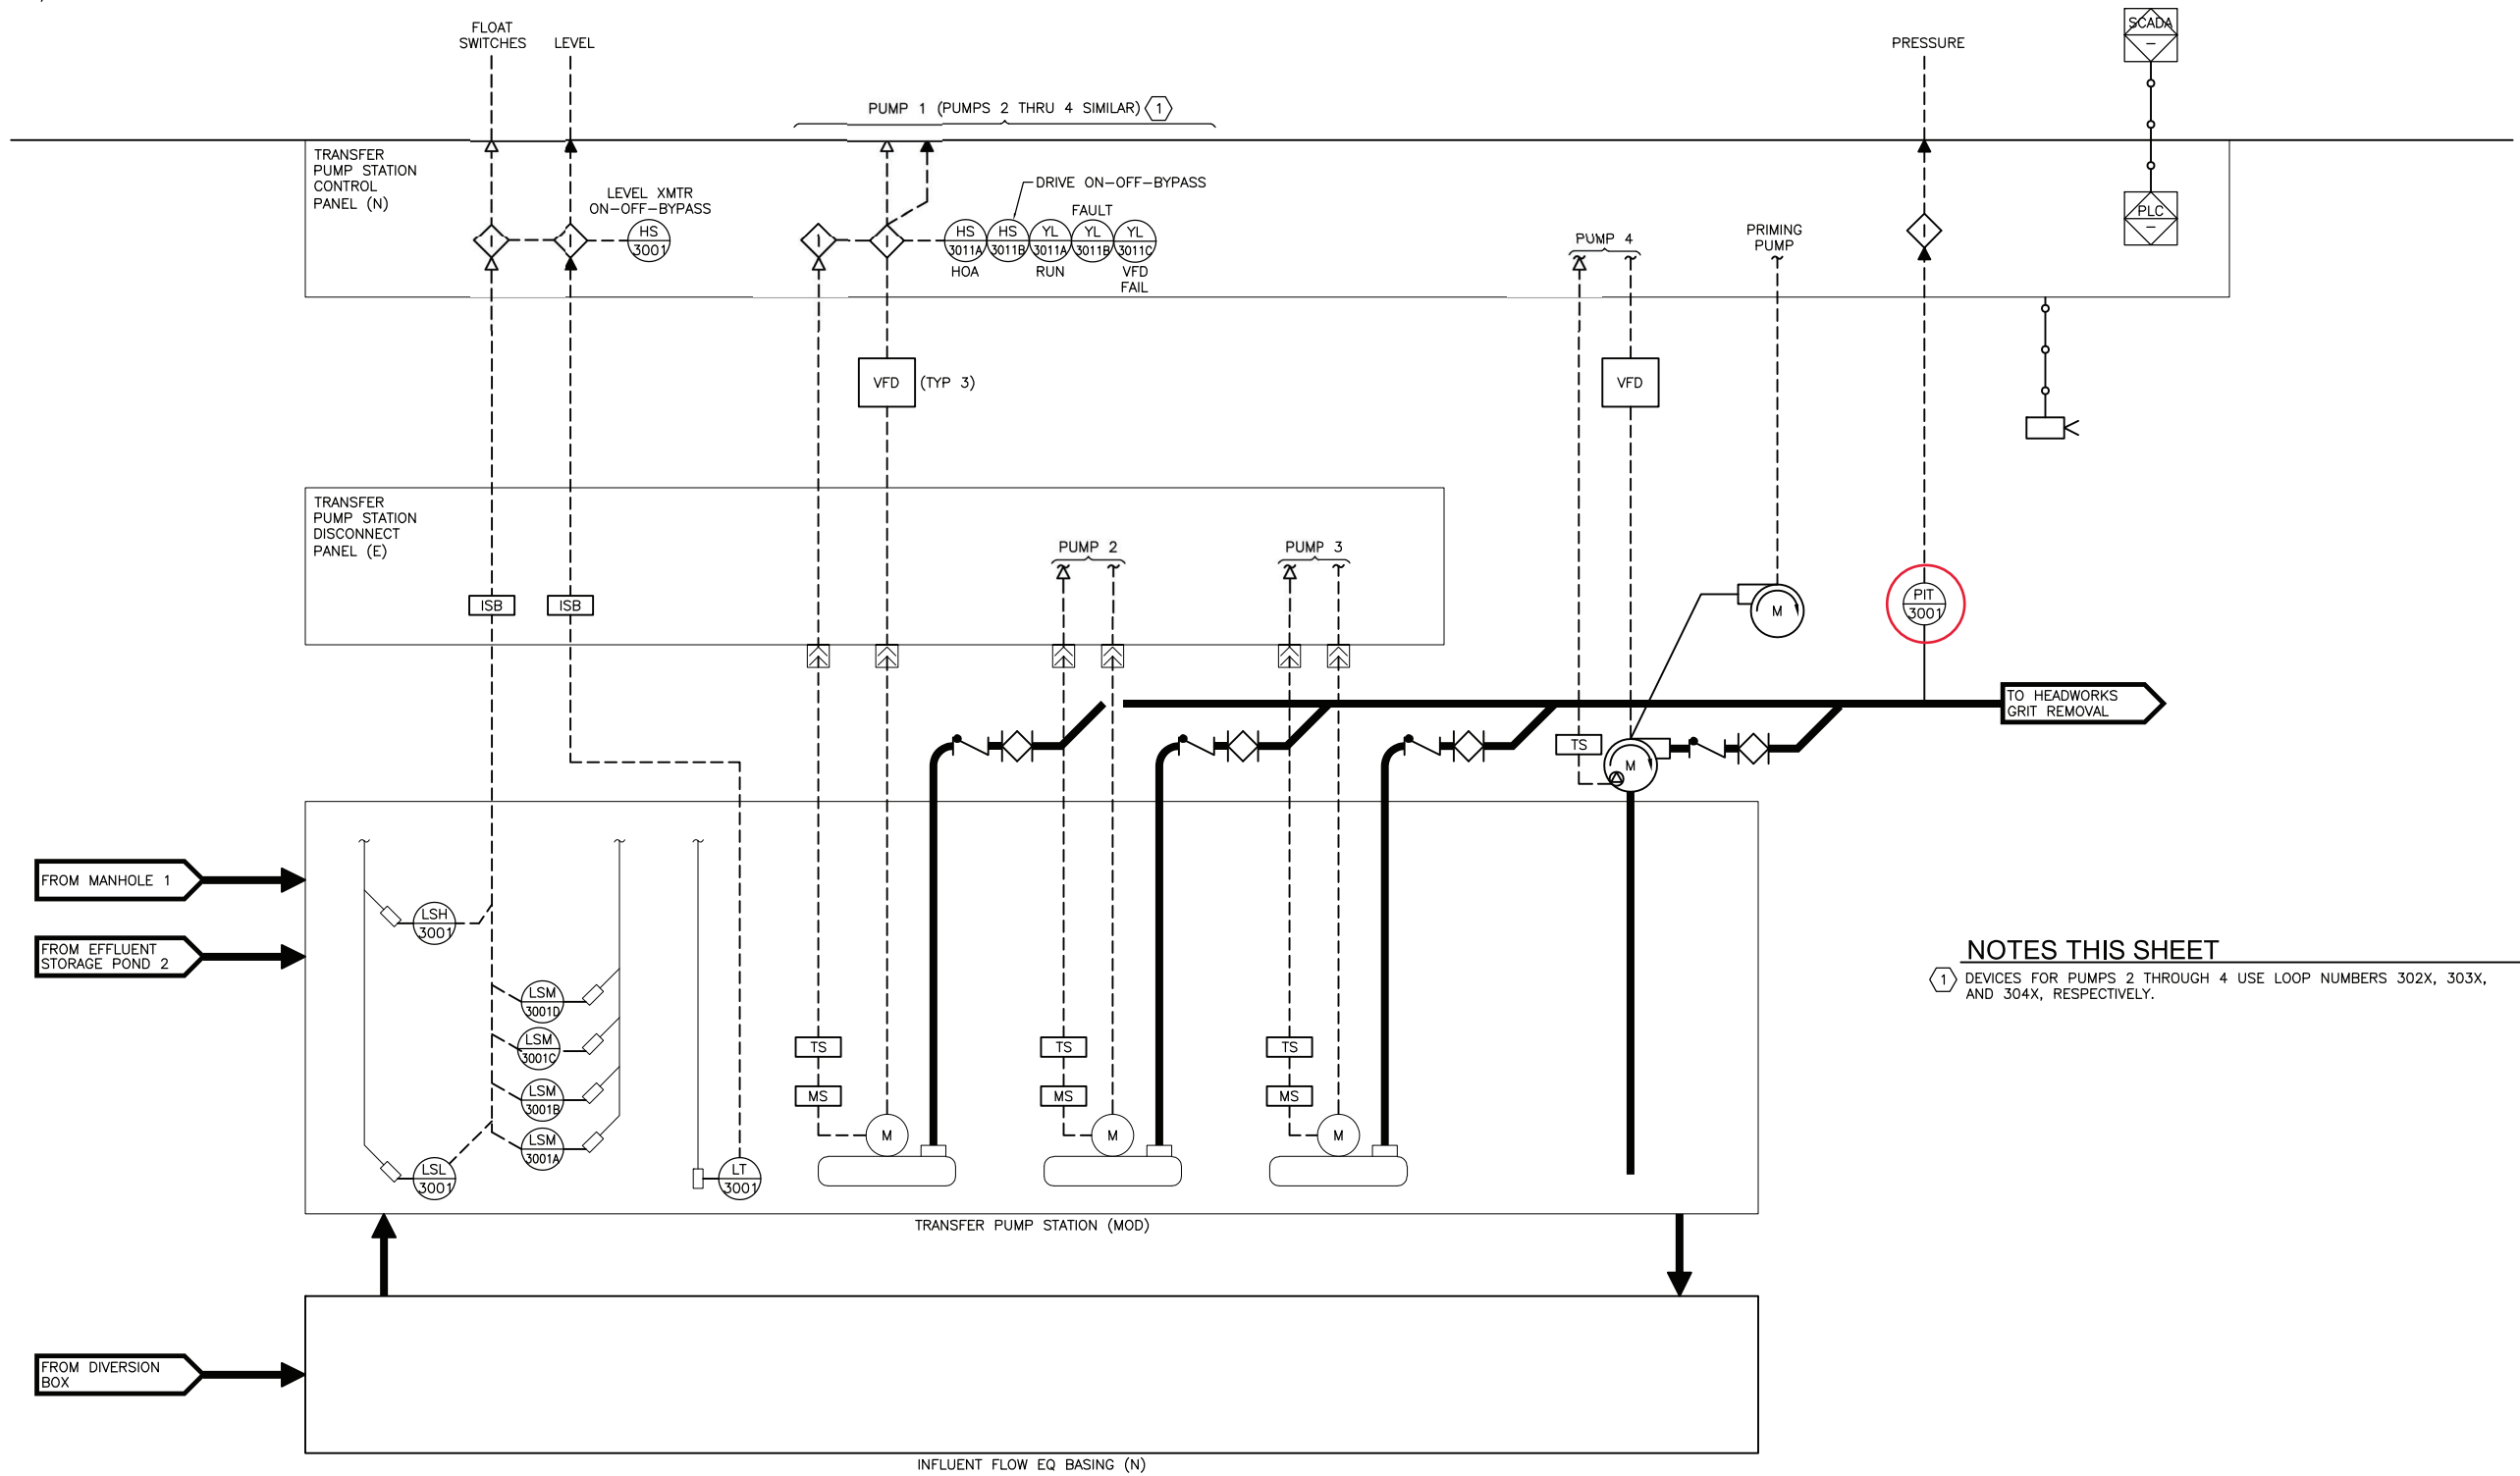 FLOAT
SWITCHES
LEVEL
PRESSURE
SCADA
–
PUMP 1 (PUMPS 2 THRU 4 SIMILAR) 1
TRANSFER
PUMP STATION
CONTROL
PANEL (N)
LEVEL XMTR
ON–OFF–BYPASS
HS
3001
DRIVE ON–OFF–BYPASS
FAULT
HS
3011A
HOA
HS
3011B
YL
3011A
RUN
YL
3011B
YL
3011C
VFD
FAIL
PUMP 4
PRIMING
PUMP
PLC
–
I
I
I
I
I
VFD
(TYP 3)
VFD
TRANSFER
PUMP STATION
DISCONNECT
PANEL (E)
PUMP 2
PUMP 3
ISB
ISB
M
PIT
3001
TO HEADWORKS
GRIT REMOVAL
TS
M
FROM MANHOLE 1
FROM EFFLUENT
STORAGE POND 2
LSH
3001
LSM
3001D
LSM
3001C
LSM
3001B
LSM
3001A
LSL
3001
LT
3001
TS
MS
M
TS
MS
M
TS
MS
M
NOTES THIS SHEET
1 DEVICES FOR PUMPS 2 THROUGH 4 USE LOOP NUMBERS 302X, 303X,
AND 304X, RESPECTIVELY.
TRANSFER PUMP STATION (MOD)
FROM DIVERSION
BOX
INFLUENT FLOW EQ BASING (N)